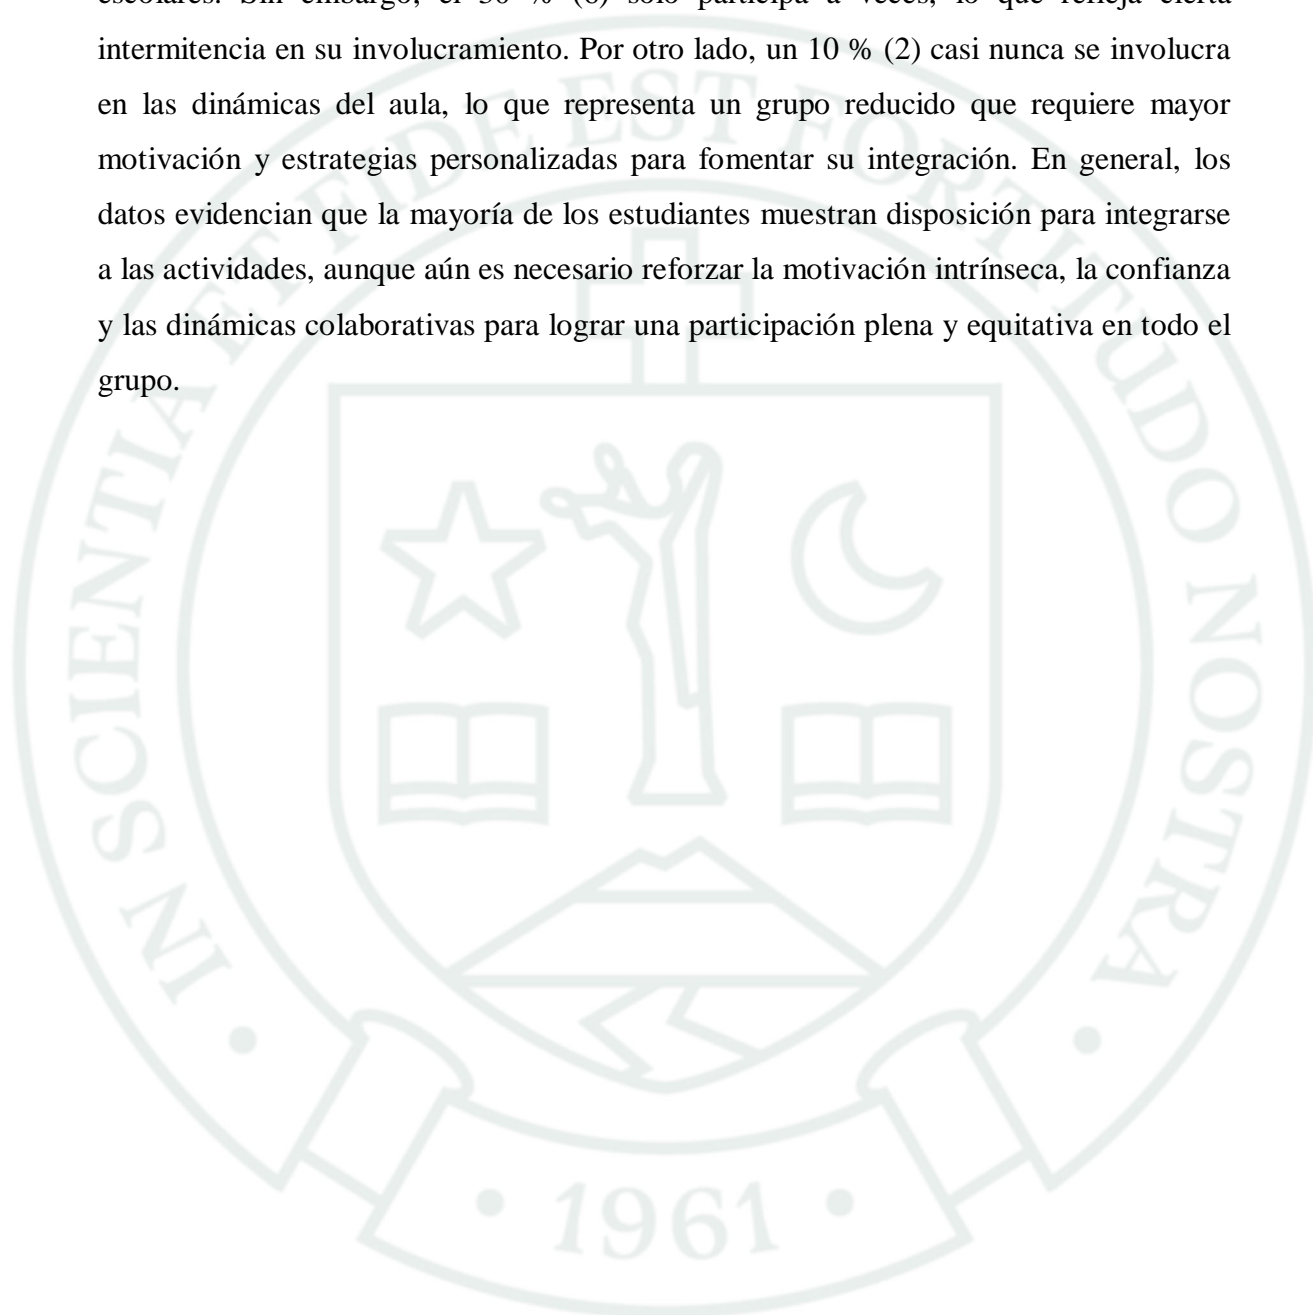 escolares. Sin embargo, el 30 % (6) solo participa a veces, lo que refleja cierta
intermitencia en su involucramiento. Por otro lado, un 10 % (2) casi nunca se involucra
en las dinámicas del aula, lo que representa un grupo reducido que requiere mayor
motivación y estrategias personalizadas para fomentar su integración. En general, los
datos evidencian que la mayoría de los estudiantes muestran disposición para integrarse
a las actividades, aunque aún es necesario reforzar la motivación intrínseca, la confianza
y las dinámicas colaborativas para lograr una participación plena y equitativa en todo el
grupo.
IN SCIENTIA ET FIDE EST FORTITUDO NOSTRA
• 1961 •